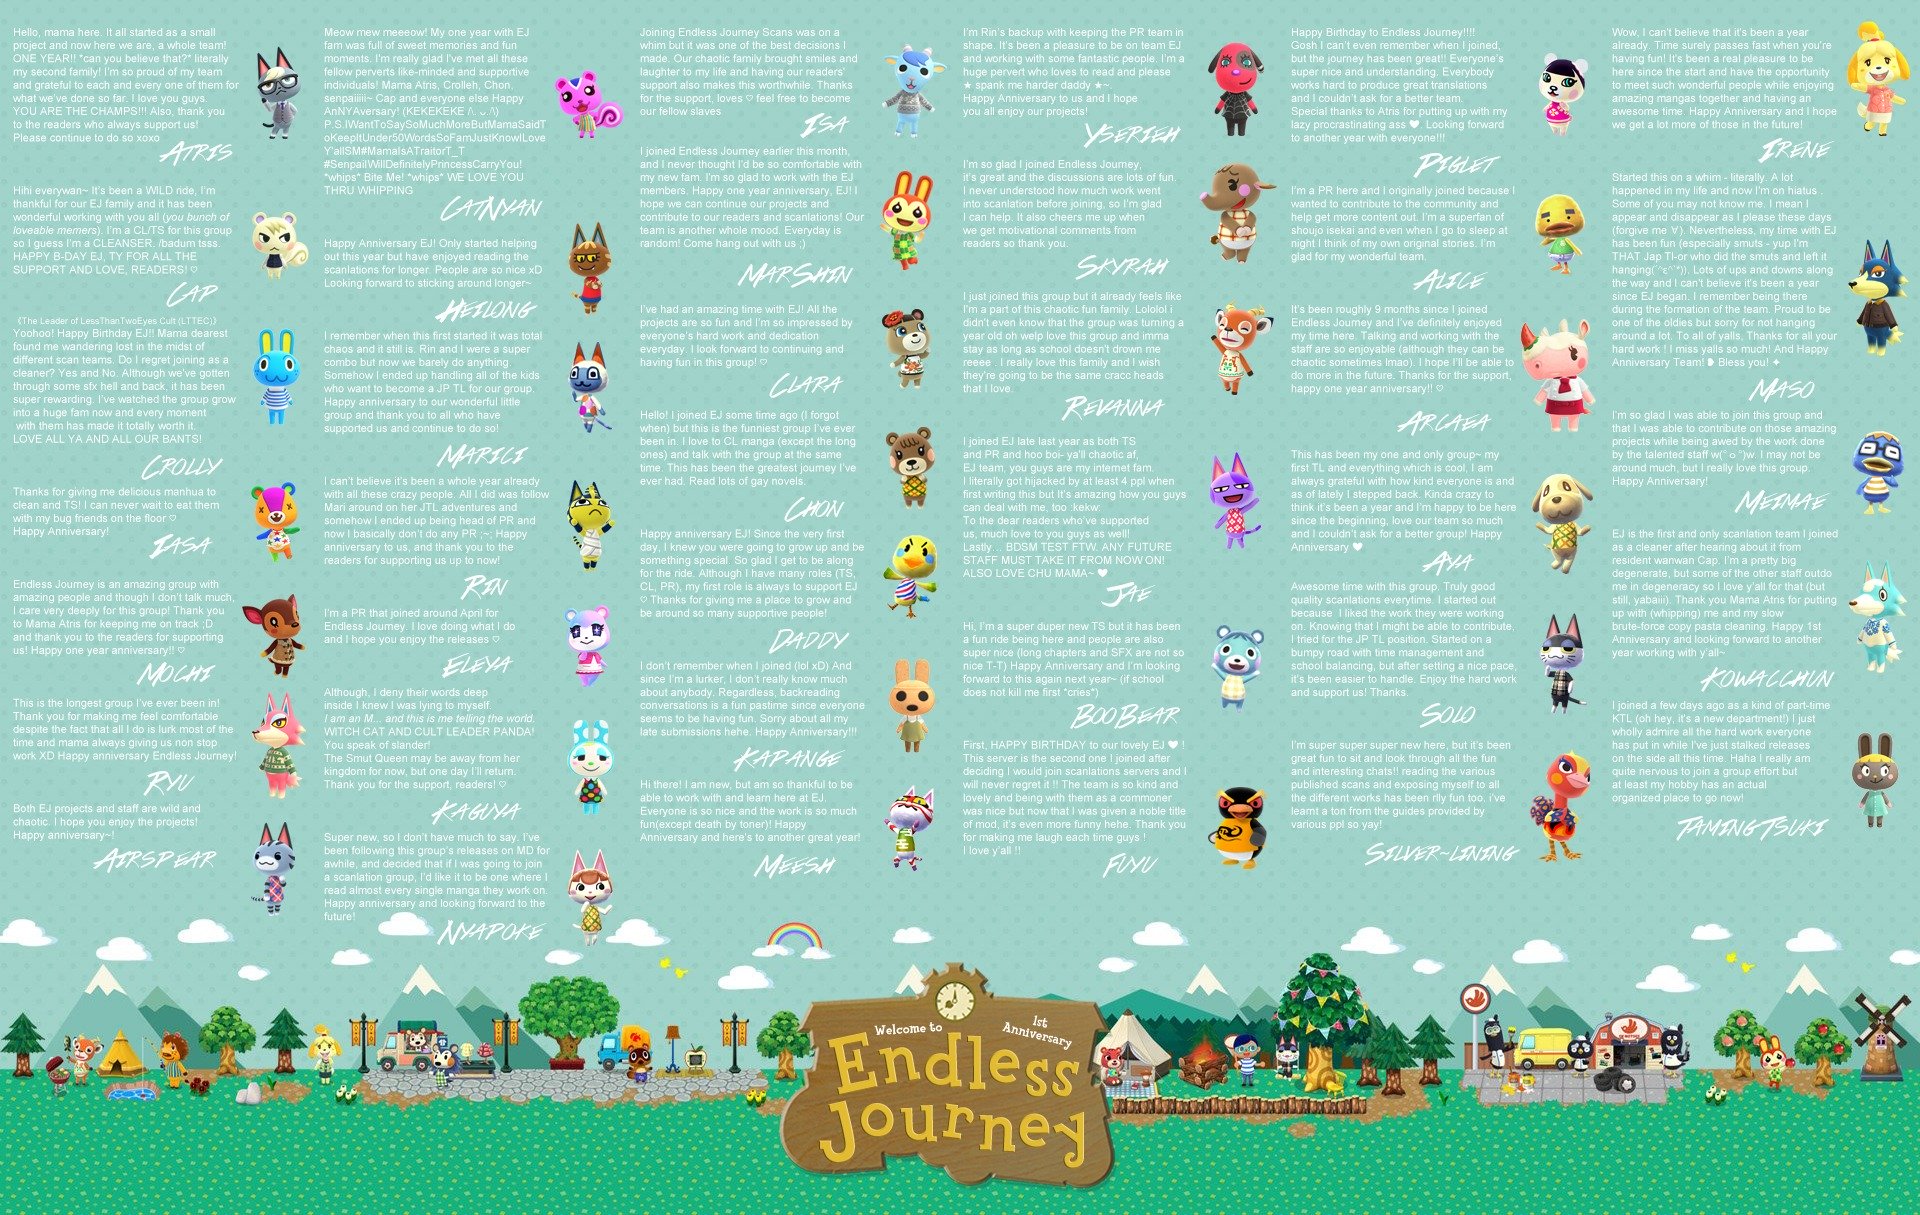 Hello, mama here. It all started as a small
project and now here we are, a whole team!
ONE YEAR!! *can you believe that?* literally
my second family! I'm so proud of my team
and grateful to each and every one of them for
what we've done so far. I love you guys.
YOU ARE THE CHAMPS!! Also, thank you
to the readers who always support us!
Please continue to do so xoxo
ATRIS
Hihi everywan~ It's been a WILD ride, I'm
thankful for our EJ family and it has been
wonderful working with you all (you bunch of
loveable memers). I'm a CL/TS for this group
so I guess I'm a CLEANSER. /badum tsss.
HAPPY B-DAY EJ, TY FOR ALL THE
SUPPORT AND LOVE, READERS! ♡
CAP
《The Leader of LessThanTwoEyes Cult (LTTEC)》
Yochoo! Happy Birthday EJ!! Mama dearest
found me wandering lost in the midst of
different scan teams. Do I regret joining as a
cleaner? Yes and No. Although we've gotten
through some sfx hell and back, it has been
super rewarding. I've watched the group grow
into a huge fam now and every moment
with them has made it totally worth it.
LOVE ALL YA AND ALL OUR BANTS!
CROLLY
Thanks for giving me delicious manhua to
clean and TS! I can never wait to eat them
with my bug friends on the floor ♡
Happy Anniversary!
IASA
Endless Journey is an amazing group with
amazing people and though I don't talk much,
I care very deeply for this group! Thank you
to Mama Atris for keeping me on track ;D
and thank you to the readers for supporting
us! Happy one year anniversary!! ♡
MOCHI
This is the longest group I've ever been in!
Thank you for making me feel comfortable
despite the fact that all I do is lurk most of the
time and mama always giving us non stop
work XD Happy anniversary Endless Journey!
RYU
Both EJ projects and staff are wild and
chaotic. I hope you enjoy the projects!
Happy anniversary~!
AIRSPEAR
Meow mew meeeow! My one year with EJ
fam was full of sweet memories and fun
moments. I'm really glad I've met all these
fellow perverts like-minded and supportive
individuals! Mama Atris, Crolleh, Chon,
senpaiiiii~ Cap and everyone else Happy
AnNYAversary! (KEKEKEKE /\. ᴗ ./\)
P.S.IWantToSaySoMuchMoreButMamaSaidT
oKeepItUnder50WordsSoFamJustKnowILove
Y'allSM#MamaIsATraitorT_T
#SenpaiIWillDefinitelyPrincessCarryYou!
*whips* Bite Me! *whips* WE LOVE YOU
THRU WHIPPING
CATNYAN
Happy Anniversary EJ! Only started helping
out this year but have enjoyed reading the
scanlations for longer. People are so nice xD
Looking forward to sticking around longer~
HEILONG
I remember when this first started it was total
chaos and it still is. Rin and I were a super
combo but now we barely do anything.
Somehow I ended up handling all of the kids
who want to become a JP TL for our group.
Happy anniversary to our wonderful little
group and thank you to all who have
supported us and continue to do so!
MARICI
I can't believe it's been a whole year already
with all these crazy people. All I did was follow
Mari around on her JTL adventures and
somehow I ended up being head of PR and
now I basically don't do any PR ;~; Happy
anniversary to us, and thank you to the
readers for supporting us up to now!
RIN
I'm a PR that joined around April for
Endless Journey. I love doing what I do
and I hope you enjoy the releases ♡
ELEYA
Although, I deny their words deep
inside I knew I was lying to myself.
I am an M... and this is me telling the world.
WITCH CAT AND CULT LEADER PANDA!
You speak of slander!
The Smut Queen may be away from her
kingdom for now, but one day I'll return.
Thank you for the support, readers! ♡
KAGUYA
Super new, so I don't have much to say. I've
been following this group's releases on MD for
awhile, and decided that if I was going to join
a scanlation group, I'd like it to be one where I
read almost every single manga they work on.
Happy anniversary and looking forward to the
future!
NYAPOKE
Joining Endless Journey Scans was on a
whim but it was one of the best decisions I
made. Our chaotic family brought smiles and
laughter to my life and having our readers'
support also makes this worthwhile. Thanks
for the support, loves ♡ feel free to become
our fellow slaves
ISA
I joined Endless Journey earlier this month,
and I never thought I'd be so comfortable with
my new fam. I'm so glad to work with the EJ
members. Happy one year anniversary, EJ! I
hope we can continue our projects and
contribute to our readers and scanlations! Our
team is another whole mood. Everyday is
random! Come hang out with us ;)
MARSHIN
I've had an amazing time with EJ! All the
projects are so fun and I'm so impressed by
everyone's hard work and dedication
everyday. I look forward to continuing and
having fun in this group! ♡
CLARA
Hello! I joined EJ some time ago (I forgot
when) but this is the funniest group I've ever
been in. I love to CL manga (except the long
ones) and talk with the group at the same
time. This has been the greatest journey I've
ever had. Read lots of gay novels.
CHON
Happy anniversary EJ! Since the very first
day, I knew you were going to grow up and be
something special. So glad I get to be along
for the ride. Although I have many roles (TS,
CL, PR), my first role is always to support EJ
♡ Thanks for giving me a place to grow and
be around so many supportive people!
DADDY
I don't remember when I joined (lol xD) And
since I'm a lurker, I don't really know much
about anybody. Regardless, backreading
conversations is a fun pastime since everyone
seems to be having fun. Sorry about all my
late submissions hehe. Happy Anniversary!!!
KAPANGE
Hi there! I am new, but am so thankful to be
able to work with and learn here at EJ.
Everyone is so nice and the work is so much
fun(except death by toner)! Happy
Anniversary and here's to another great year!
MEESH
I'm Rin's backup with keeping the PR team in
shape. It's been a pleasure to be on team EJ
and working with some fantastic people. I'm a
huge pervert who loves to read and please
★ spank me harder daddy ★~.
Happy Anniversary to us and I hope
you all enjoy our projects!
YSERIEH
I'm so glad I joined Endless Journey,
it's great and the discussions are lots of fun.
I never understood how much work went
into scanlation before joining, so I'm glad
I can help. It also cheers me up when
we get motivational comments from
readers so thank you.
SKYRAH
I just joined this group but it already feels like
I'm a part of this chaotic fun family. Lololol i
didn't even know that the group was turning a
year old oh welp love this group and imma
stay as long as school doesn't drown me
reeee . I really love this family and I wish
they're going to be the same cracc heads
that I love.
REVANNA
I joined EJ late last year as both TS
and PR and hoo boi- ya'll chaotic af,
EJ team, you guys are my internet fam.
I literally got hijacked by at least 4 ppl when
first writing this but It's amazing how you guys
can deal with me, too :kekw:
To the dear readers who've supported
us, much love to you guys as well!
Lastly... BDSM TEST FTW. ANY FUTURE
STAFF MUST TAKE IT FROM NOW ON!
ALSO LOVE CHU MAMA~ ♥
JAE
Hi, I'm a super duper new TS but it has been
a fun ride being here and people are also
super nice (long chapters and SFX are not so
nice T-T) Happy Anniversary and I'm looking
forward to this again next year~ (if school
does not kill me first *cries*)
BOOBEAR
First, HAPPY BIRTHDAY to our lovely EJ ♥ !
This server is the second one I joined after
deciding I would join scanlations servers and I
will never regret it !! The team is so kind and
lovely and being with them as a commoner
was nice but now that I was given a noble title
of mod, it's even more funny hehe. Thank you
for making me laugh each time guys !
I love y'all !!
FUYU
Happy Birthday to Endless Journey!!!!
Gosh I can't even remember when I joined,
but the journey has been great!! Everyone's
super nice and understanding. Everybody
works hard to produce great translations
and I couldn't ask for a better team.
Special thanks to Atris for putting up with my
lazy procrastinating ass ♥. Looking forward
to another year with everyone!!!
PIGLET
I'm a PR here and I originally joined because I
wanted to contribute to the community and
help get more content out. I'm a superfan of
shoujo isekai and even when I go to sleep at
night I think of my own original stories. I'm
glad for my wonderful team.
ALICE
It's been roughly 9 months since I joined
Endless Journey and I've definitely enjoyed
my time here. Talking and working with the
staff are so enjoyable (although they can be
chaotic sometimes lmao). I hope I'll be able to
do more in the future. Thanks for the support,
happy one year anniversary!! ♡
ARCAEA
This has been my one and only group~ my
first TL and everything which is cool, I am
always grateful with how kind everyone is and
as of lately I stepped back. Kinda crazy to
think it's been a year and I'm happy to be here
since the beginning, love our team so much
and I couldn't ask for a better group! Happy
Anniversary ♥
AYA
Awesome time with this group. Truly good
quality scanlations everytime. I started out
because I liked the work they were working
on. Knowing that I might be able to contribute,
I tried for the JP TL position. Started on a
bumpy road with time management and
school balancing, but after setting a nice pace,
it's been easier to handle. Enjoy the hard work
and support us! Thanks.
SOLO
I'm super super super new here, but it's been
great fun to sit and look through all the fun
and interesting chats!! reading the various
published scans and exposing myself to all
the different works has been rlly fun too, i've
learnt a ton from the guides provided by
various ppl so yay!
SILVER~LINING
Wow, I can't believe that it's been a year
already. Time surely passes fast when you're
having fun! It's been a real pleasure to be
here since the start and have the opportunity
to meet such wonderful people while enjoying
amazing mangas together and having an
awesome time. Happy Anniversary and I hope
we get a lot more of those in the future!
IRENE
Started this on a whim - literally. A lot
happened in my life and now I'm on hiatus .
Some of you may not know me. I mean I
appear and disappear as I please these days
(forgive me ∀). Nevertheless, my time with EJ
has been fun (especially smuts - yup I'm
THAT Jap Tl-or who did the smuts and left it
hanging(˘³ε˘*)). Lots of ups and downs along
the way and I can't believe it's been a year
since EJ began. I remember being there
during the formation of the team. Proud to be
one of the oldies but sorry for not hanging
around a lot. To all of yalls, Thanks for all your
hard work ! I miss yalls so much! And Happy
Anniversary Team! Bless you! ✦
MASO
I'm so glad I was able to join this group and
that I was able to contribute on those amazing
projects while being awed by the work done
by the talented staff w(°ｏ°)w. I may not be
around much, but I really love this group.
Happy Anniversary!
MEIMAE
EJ is the first and only scanlation team I joined
as a cleaner after hearing about it from
resident wanwan Cap. I'm a pretty big
degenerate, but some of the other staff outdo
me in degeneracy so I love y'all for that (but
still, yabaiii). Thank you Mama Atris for putting
up with (whipping) me and my slow
brute-force copy pasta cleaning. Happy 1st
Anniversary and looking forward to another
year working with y'all~
KOWACCHUN
I joined a few days ago as a kind of part-time
KTL (oh hey, it's a new department!) I just
wholly admire all the hard work everyone
has put in while I've just stalked releases
on the side all this time. Haha I really am
quite nervous to join a group effort but
at least my hobby has an actual
organized place to go now!
TAMINGTSUKI
Welcome to
1st
Anniversary
Endless
Journey